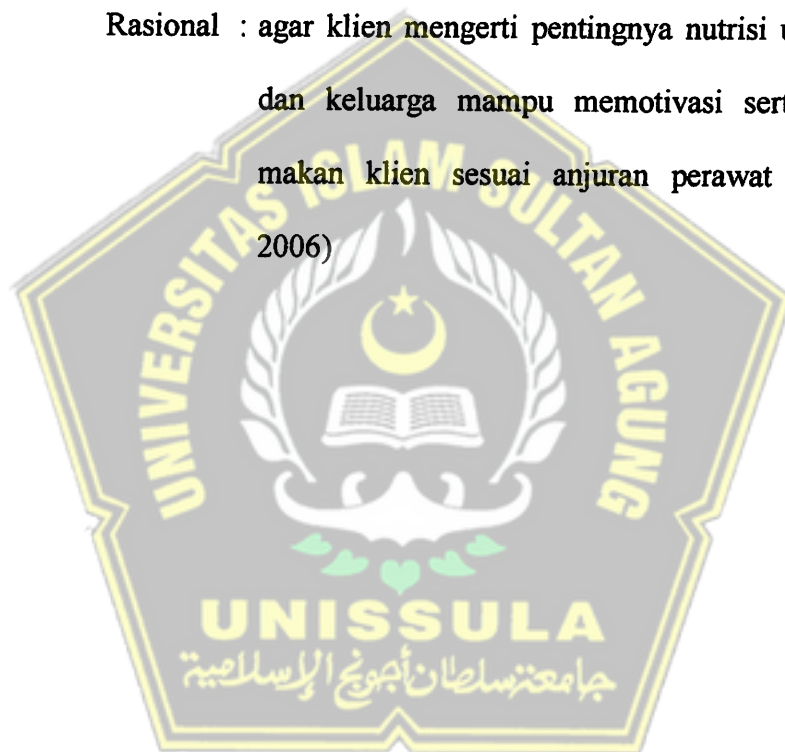 Rasional : agar klien mengerti pentingnya nutrisi
dan keluarga mampu memotivasi
makan klien sesuai anjuran perawat
2006)
UNIVERSITAS ISLAM SULTAN AGUNG
UNISSULA
جامعة سلطان أجونج الإسلامية